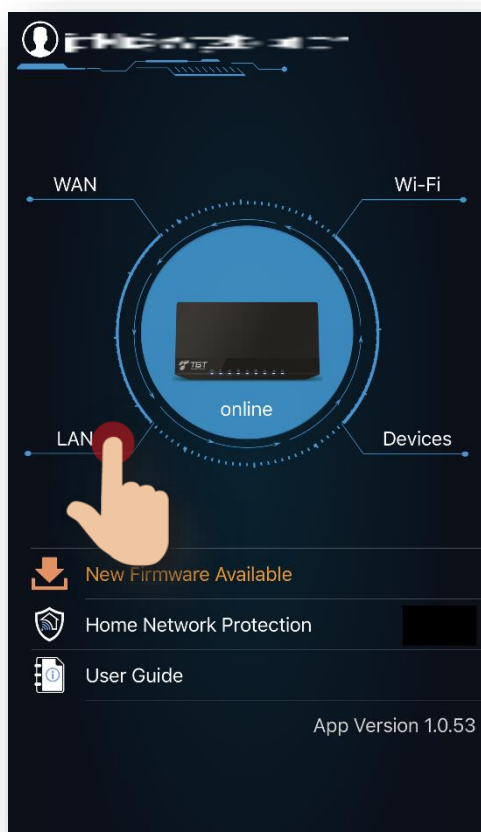 WAN
Wi-Fi
TGT
online
LAN
Devices
New Firmware Available
Home Network Protection
User Guide
App Version 1.0.53